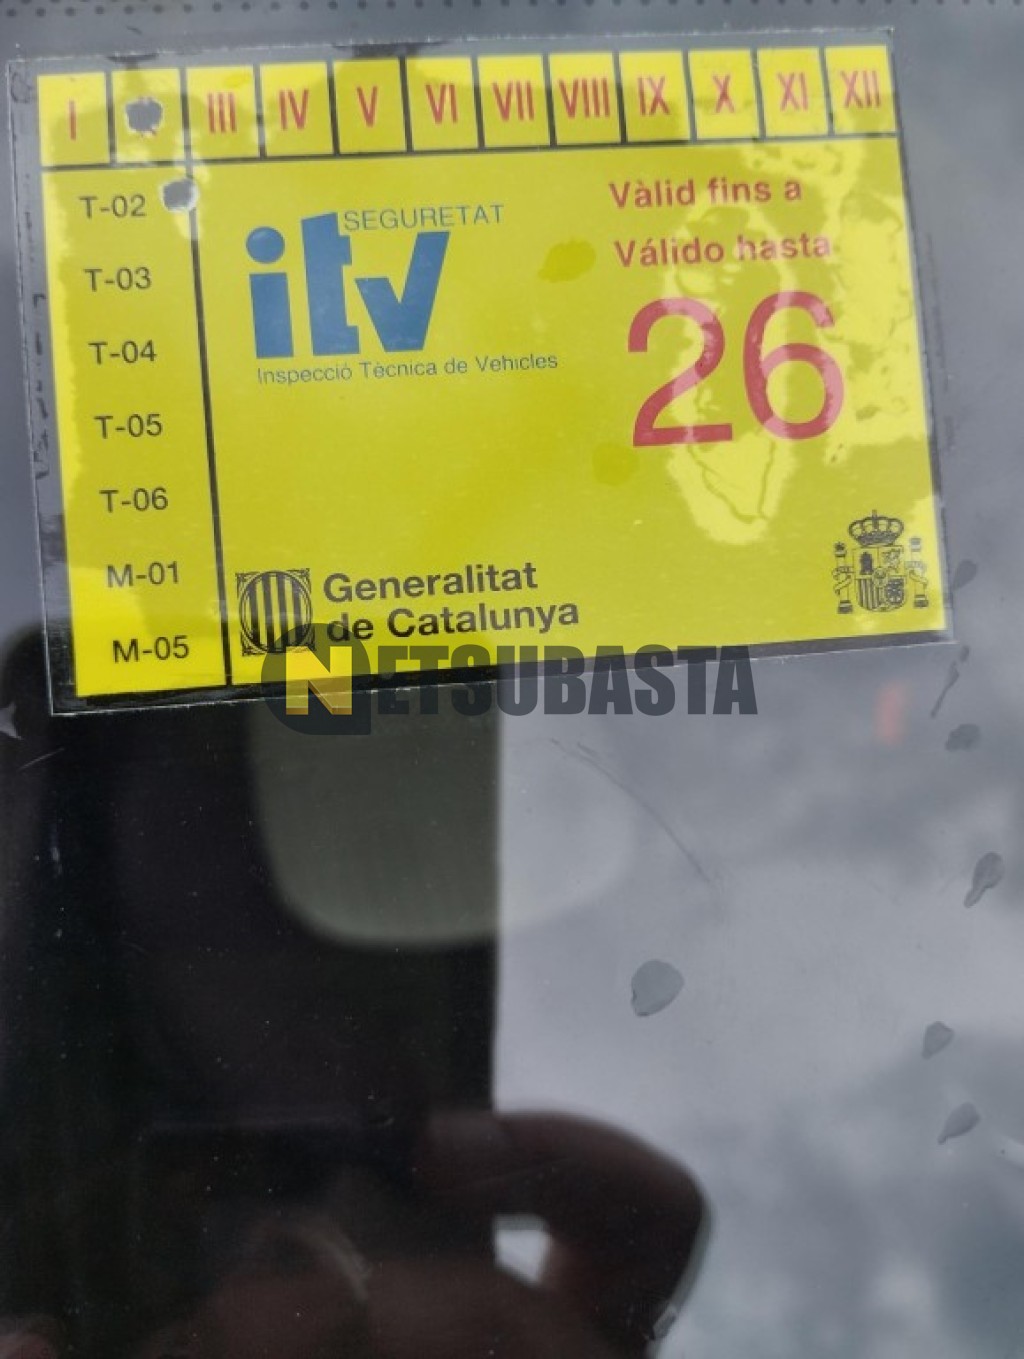 I III IV V VI VII VIII IX X XI XII
T-02
T-03
T-04
T-05
T-06
M-01
M-05
SEGURETAT
itv
Inspecció Tècnica de Vehicles
Vàlid fins a
Válido hasta
26
Generalitat
de Catalunya
NETSUBASTA